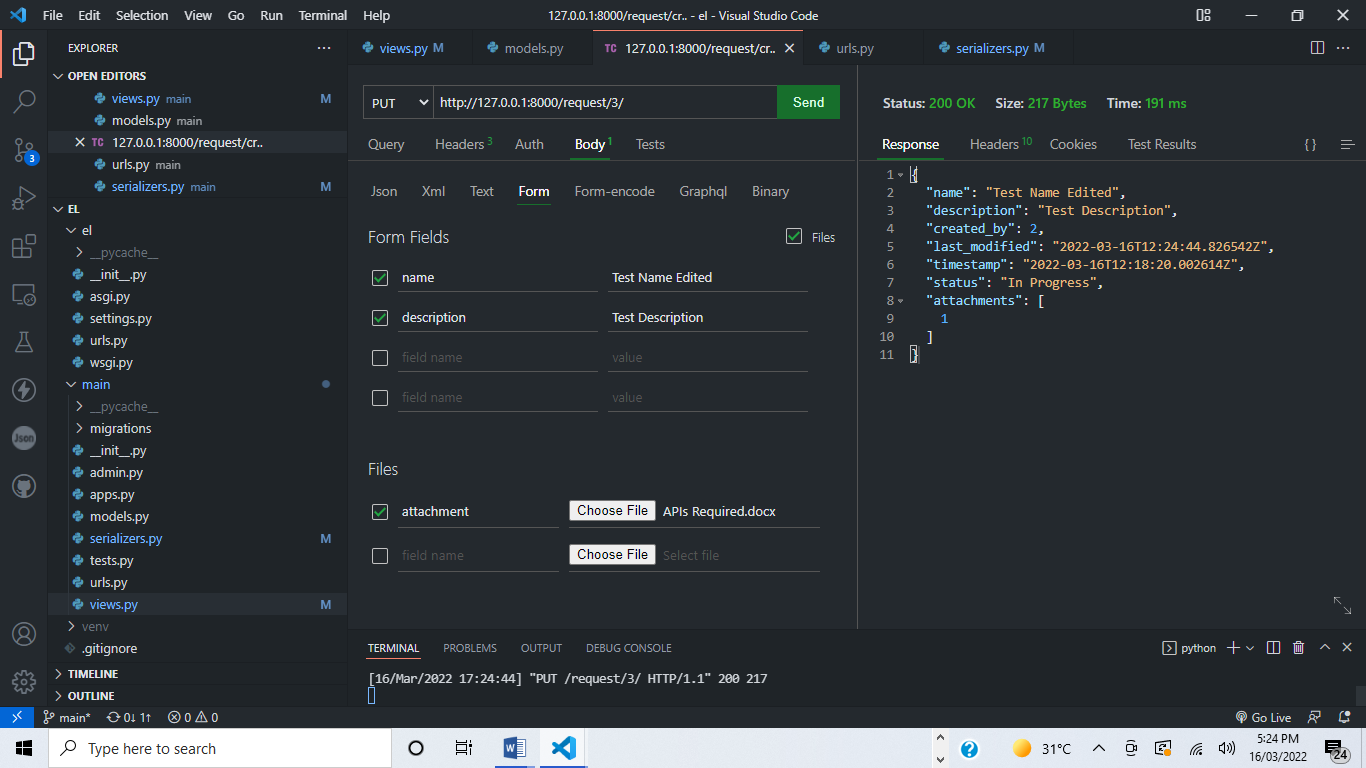 File Edit Selection View Go Run Terminal Help 127.0.0.1:8000/request/cr.. - el - Visual Studio Code
EXPLORER
OPEN EDITORS
views.py main M
models.py main
TC 127.0.0.1:8000/request/cr..
urls.py main
serializers.py main M
EL
el
__pycache__
__init__.py
asgi.py
settings.py
urls.py
wsgi.py
main
__pycache__
migrations
__init__.py
admin.py
apps.py
models.py
serializers.py M
tests.py
urls.py
views.py M
venv
.gitignore
TIMELINE
OUTLINE
3
Json
views.py M models.py TC 127.0.0.1:8000/request/cr.. urls.py serializers.py M
PUT http://127.0.0.1:8000/request/3/ Send
Query Headers 3 Auth Body 1 Tests
Json Xml Text Form Form-encode Graphql Binary
Form Fields Files
name Test Name Edited
description Test Description
field name value
field name value
Files
attachment Choose File APIs Required.docx
field name Choose File Select file
Status: 200 OK Size: 217 Bytes Time: 191 ms
Response Headers 10 Cookies Test Results { }
1 {
2 "name": "Test Name Edited",
3 "description": "Test Description",
4 "created_by": 2,
5 "last_modified": "2022-03-16T12:24:44.826542Z",
6 "timestamp": "2022-03-16T12:18:20.002614Z",
7 "status": "In Progress",
8 "attachments": [
9 1
10 ]
11 }
TERMINAL PROBLEMS OUTPUT DEBUG CONSOLE python
[16/Mar/2022 17:24:44] "PUT /request/3/ HTTP/1.1" 200 217
main* 0↓ 1↑ 0 0 Go Live
Type here to search 31°C 5:24 PM
16/03/2022
24